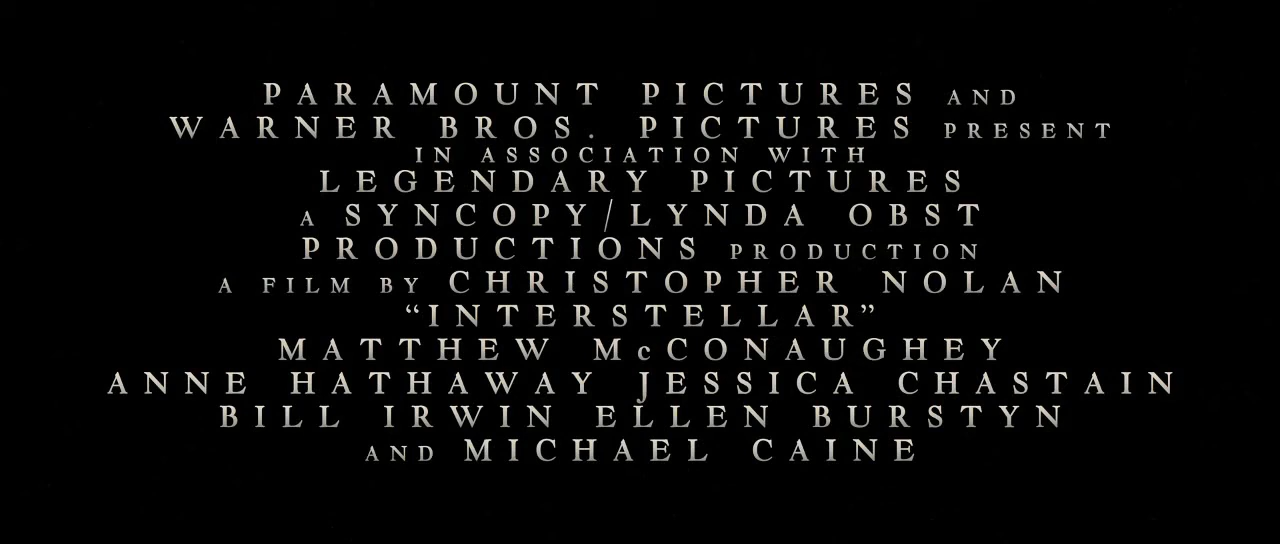 PARAMOUNT PICTURES AND
WARNER BROS. PICTURES PRESENT
IN ASSOCIATION WITH
LEGENDARY PICTURES
A SYNCOPY/LYNDA OBST
PRODUCTIONS PRODUCTION
A FILM BY CHRISTOPHER NOLAN
“INTERSTELLAR”
MATTHEW McCONAUGHEY
ANNE HATHAWAY JESSICA CHASTAIN
BILL IRWIN ELLEN BURSTYN
AND MICHAEL CAINE